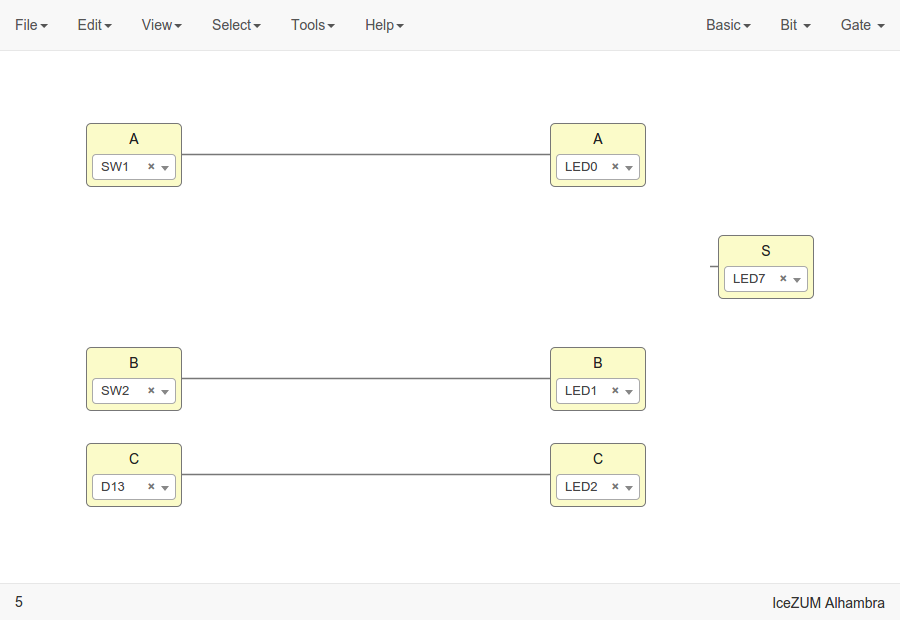 File Edit View Select Tools Help Basic Bit Gate
A A
SW1 × LED0 ×
S
LED7 ×
B B
SW2 × LED1 ×
C C
D13 × LED2 ×
5 IceZUM Alhambra